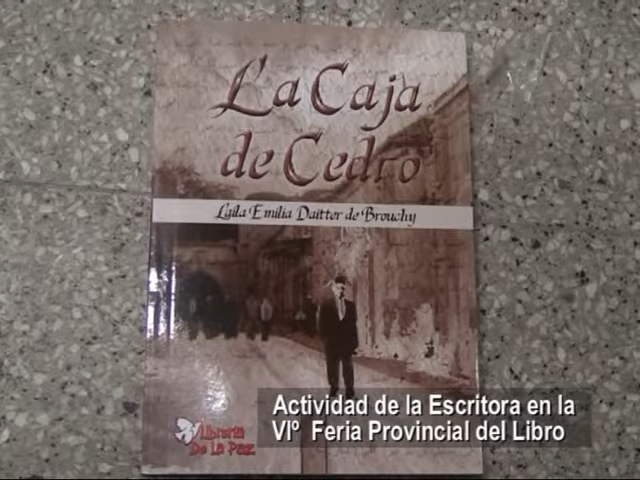 La Caja
de Cedro
Laila Emilia Daitter de Brouchy
Librería
De La Paz
Actividad de la Escritora en la
VIº Feria Provincial del Libro